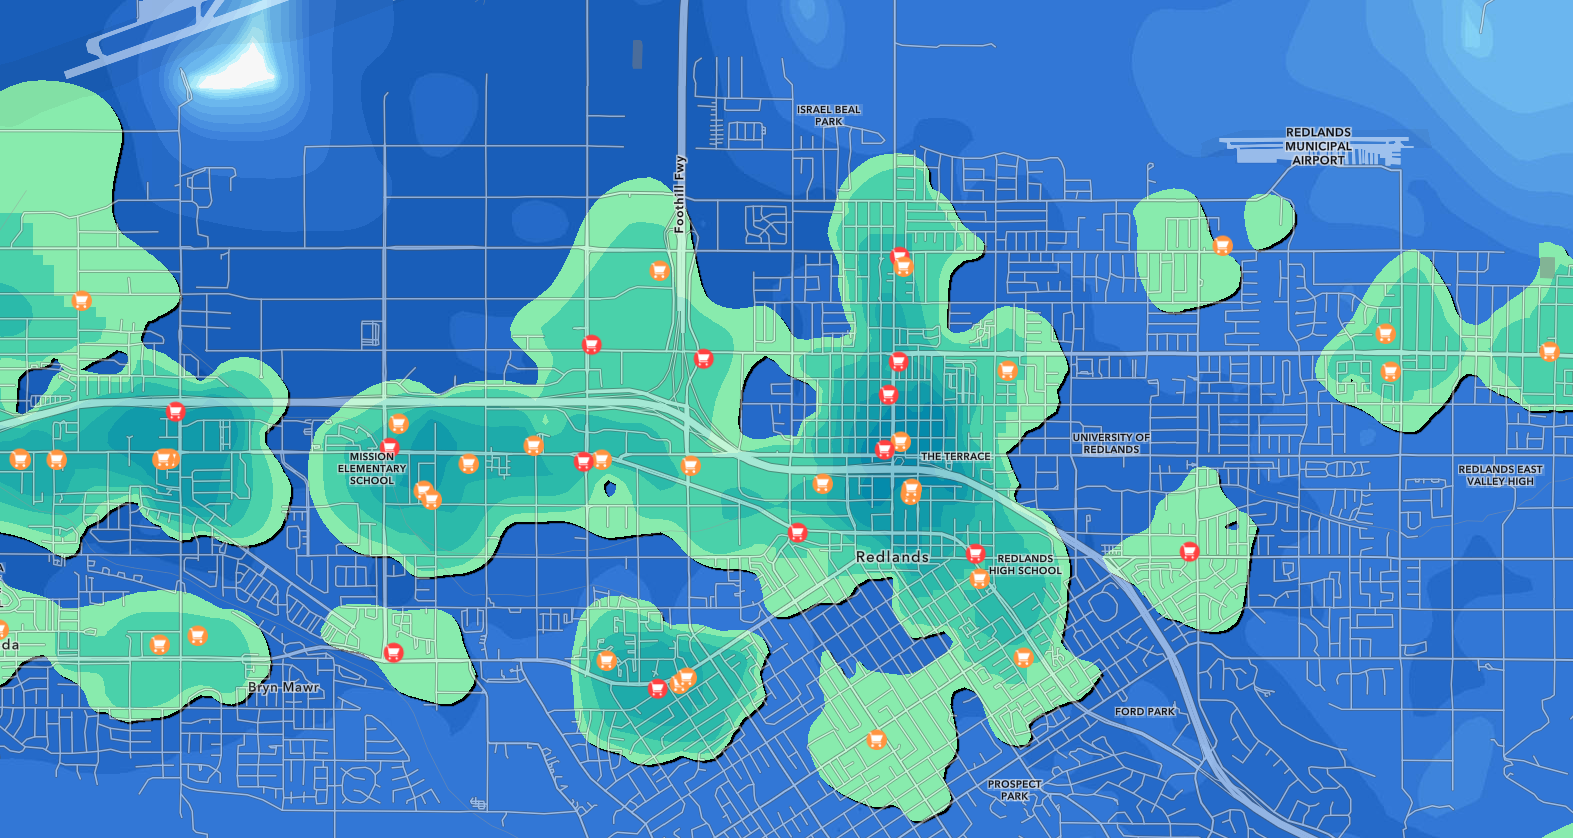 ISRAEL BEAL
PARK
REDLANDS
MUNICIPAL
AIRPORT
Foothill Fwy
MISSION
ELEMENTARY
SCHOOL
THE TERRACE
UNIVERSITY OF
REDLANDS
REDLANDS EAST
VALLEY HIGH
Redlands
REDLANDS
HIGH SCHOOL
da
Bryn Mawr
FORD PARK
PROSPECT
PARK